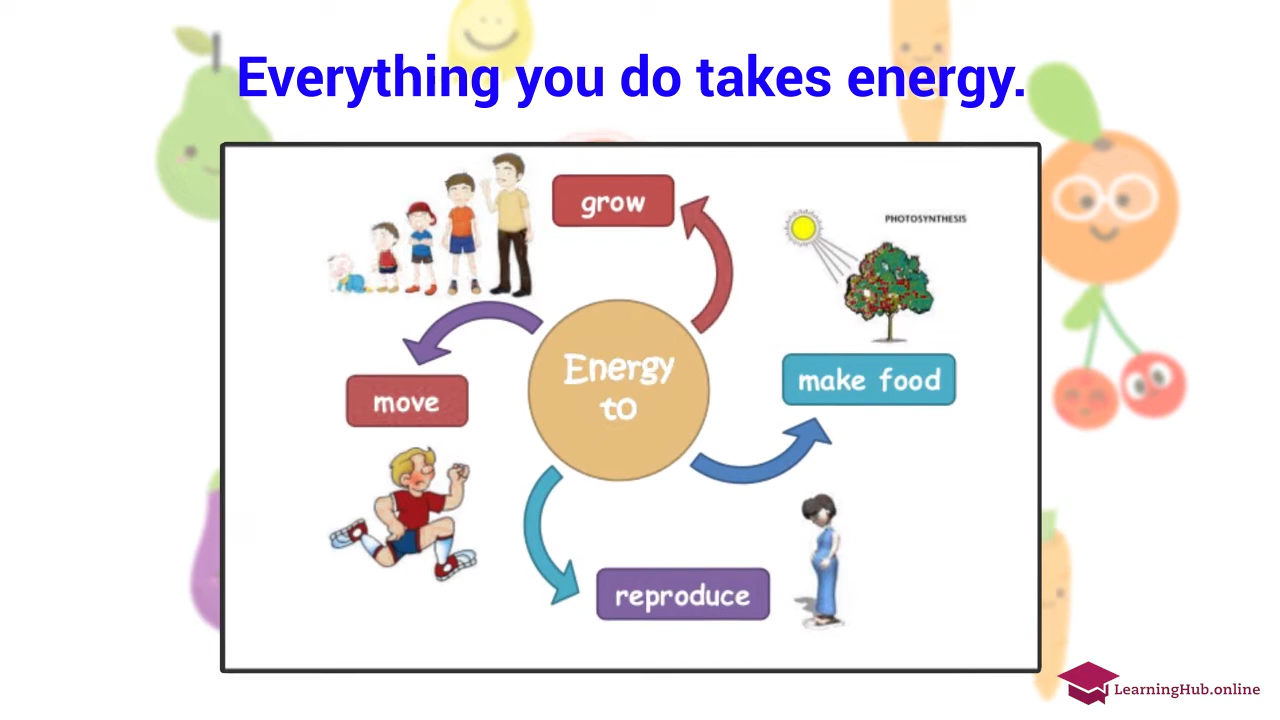 Everything you do takes energy.
grow
PHOTOSYNTHESIS
Energy
to
make food
move
reproduce
LearningHub.online